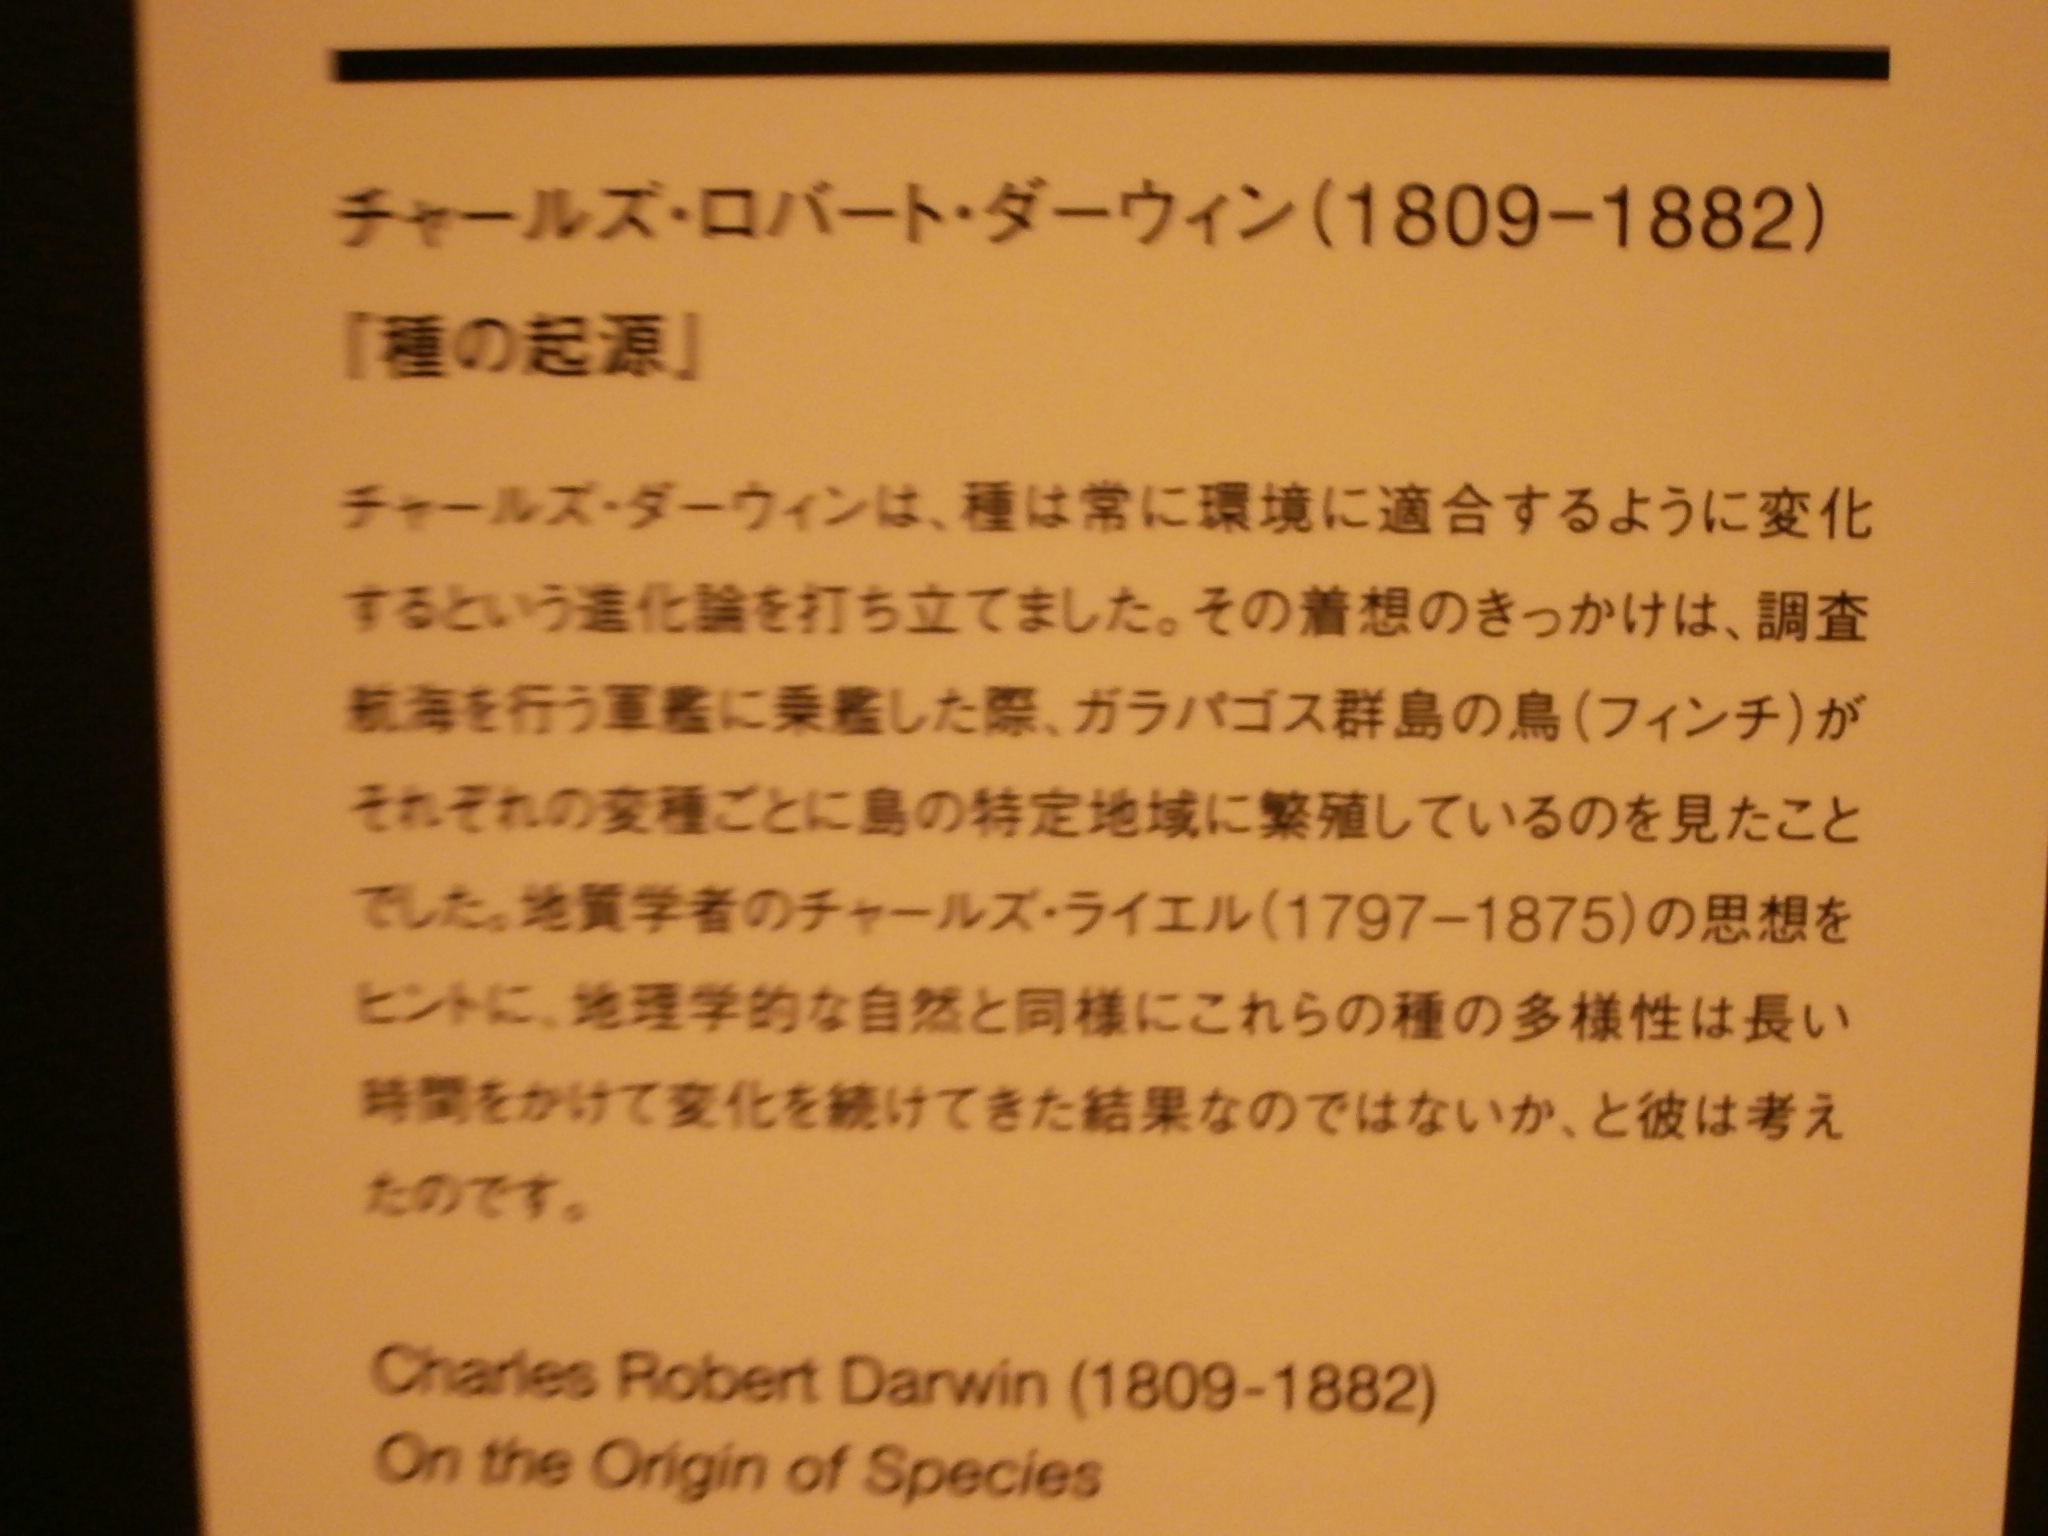 チャールズ・ロバート・ダーウィン(1809−1882)
『種の起源』
チャールズ・ダーウィンは、種は常に環境に適合するように変化
するという進化論を打ち立てました。その着想のきっかけは、調査
航海を行う軍艦に乗艦した際、ガラパゴス群島の鳥(フィンチ)が
それぞれの変種ごとに島の特定地域に繁殖しているのを見たこと
でした。地質学者のチャールズ・ライエル(1797−1875)の思想を
ヒントに、地理学的な自然と同様にこれらの種の多様性は長い
時間をかけて変化を続けてきた結果なのではないか、と彼は考え
たのです。
Charles Robert Darwin (1809-1882)
On the Origin of Species